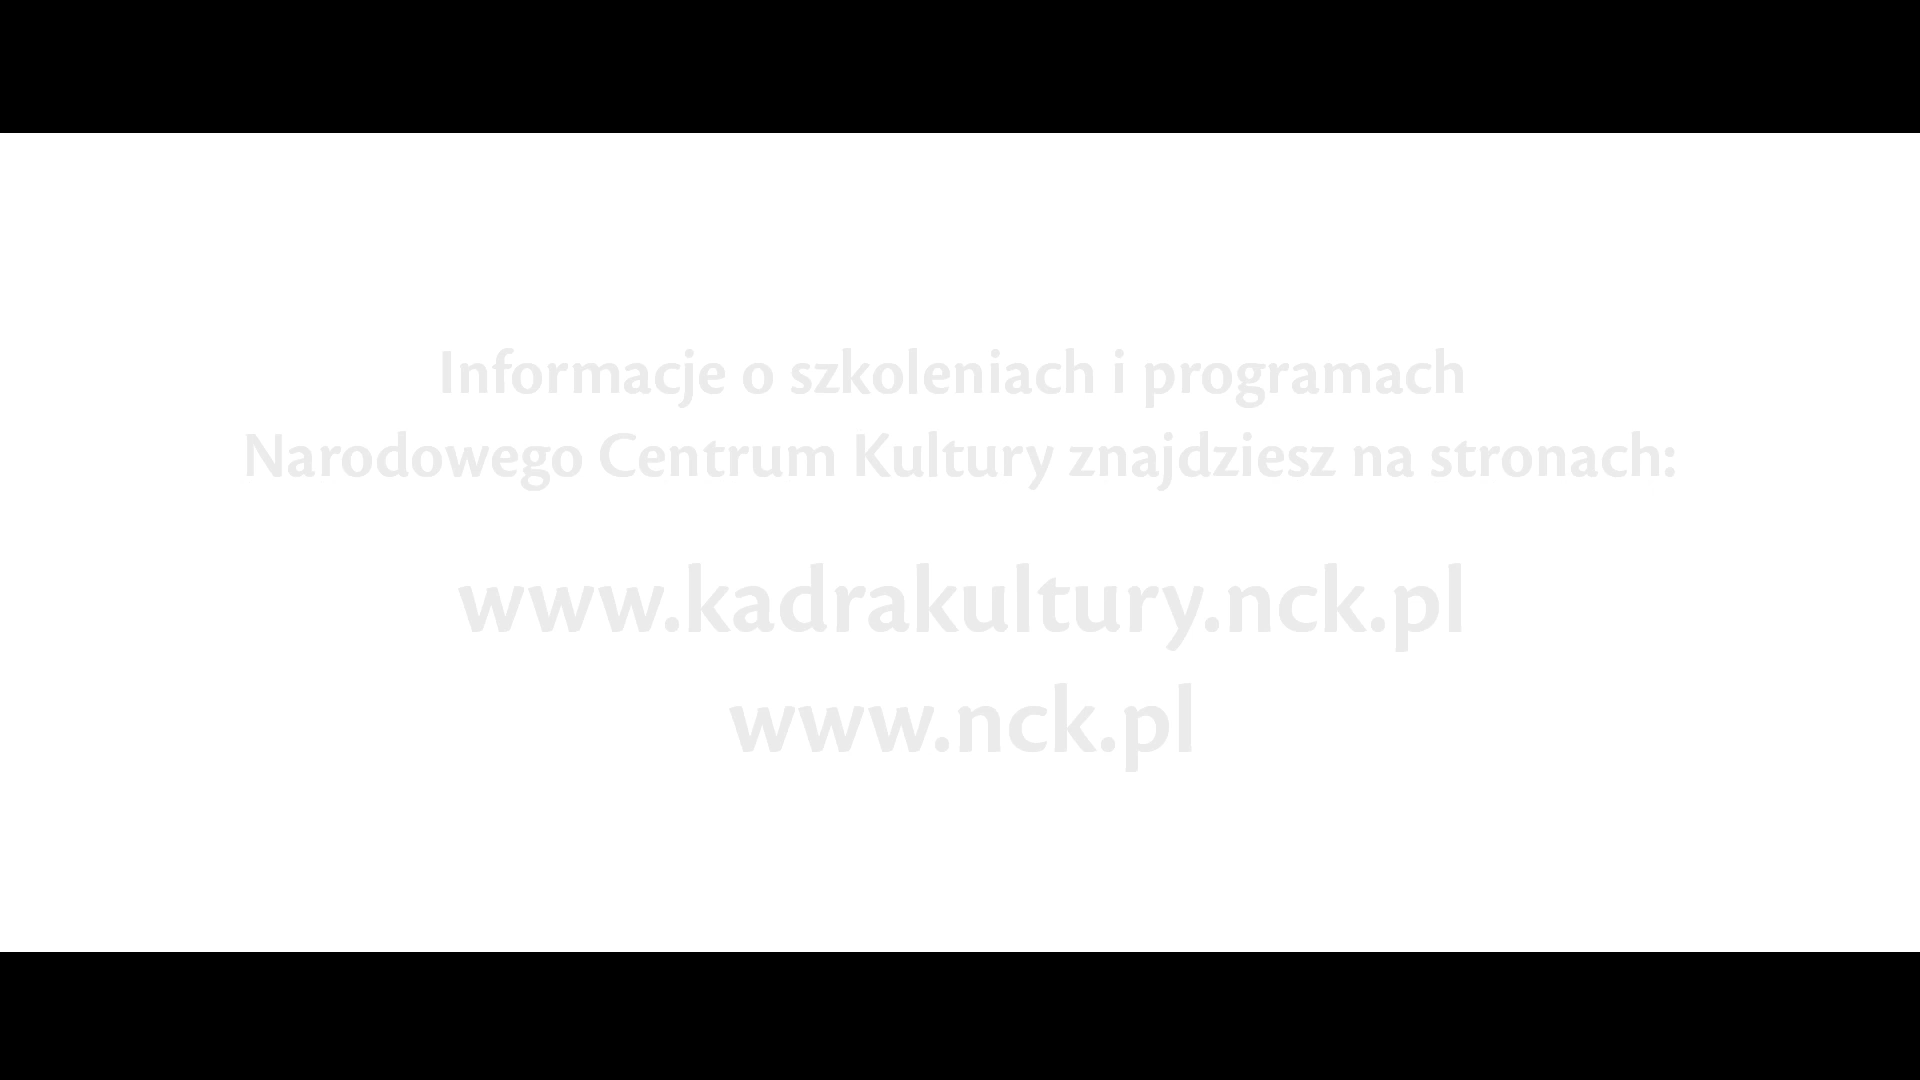 Informacje o szkoleniach i programach
Narodowego Centrum Kultury znajdziesz na stronach:
www.kadrakultury.nck.pl
www.nck.pl